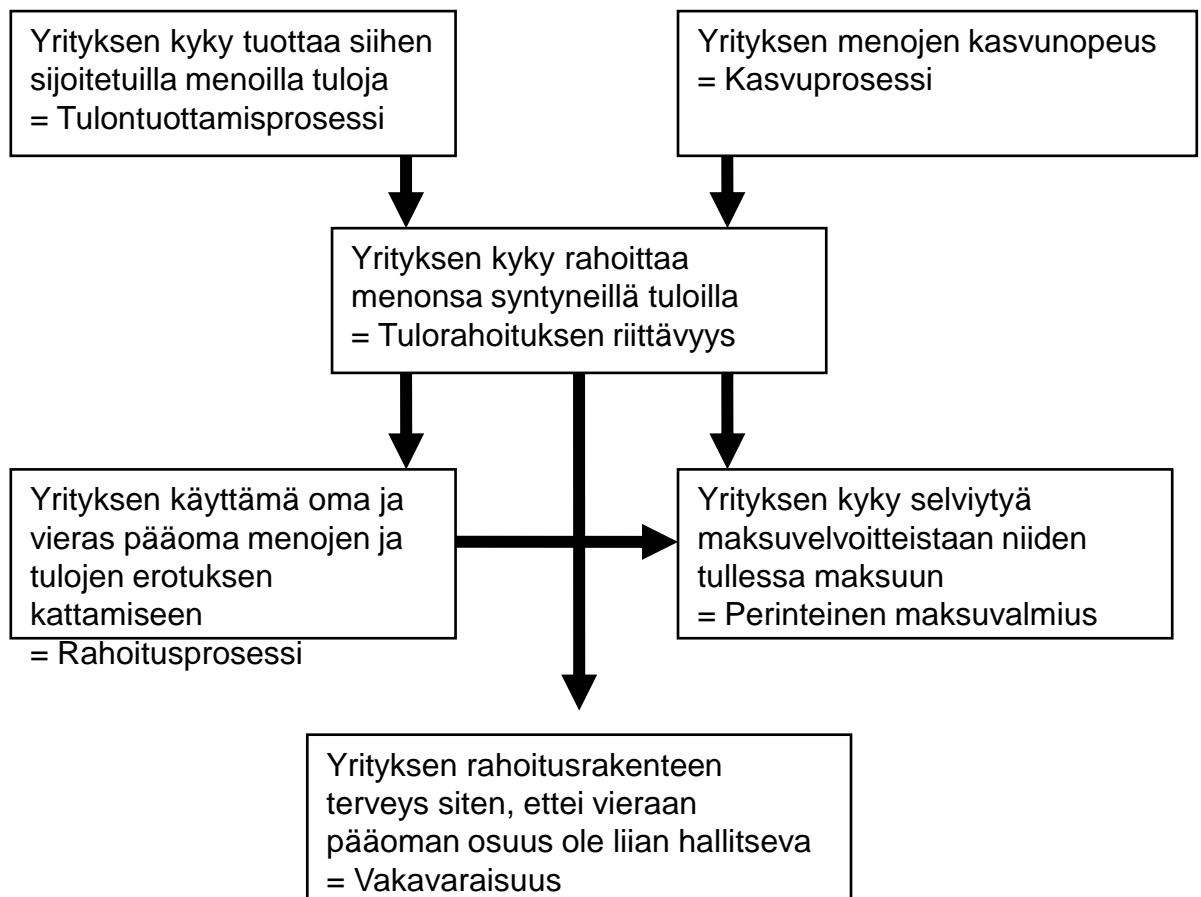 Yrityksen kyky tuottaa siihen
sijoitetuilla menoilla tuloja
= Tulontuottamisprosessi
Yrityksen menojen kasvunopeus
= Kasvuprosessi
Yrityksen kyky rahoittaa
menonsa syntyneillä tuloilla
= Tulorahoituksen riittävyys
Yrityksen käyttämä oma ja
vieras pääoma menojen ja
tulojen erotuksen
kattamiseen
= Rahoitusprosessi
Yrityksen kyky selviytyä
maksuvelvoitteistaan niiden
tullessa maksuun
= Perinteinen maksuvalmius
Yrityksen rahoitusrakenteen
terveys siten, ettei vieraan
pääoman osuus ole liian hallitseva
= Vakavaraisuus